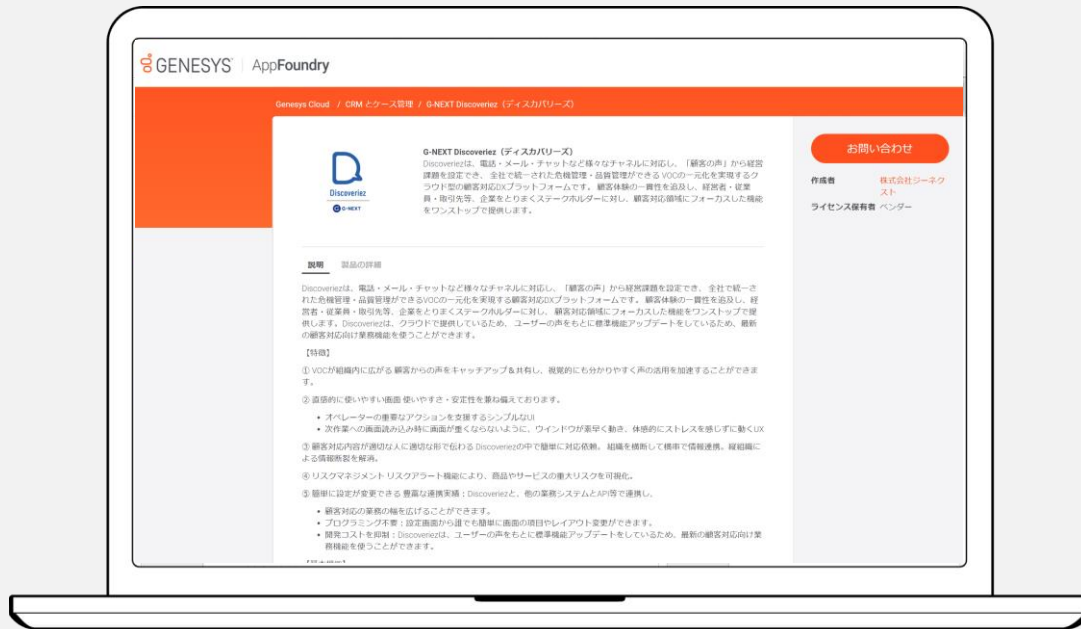 GENESYS AppFoundry
Genesys Cloud / CRM とケース管理 / G-NEXT Discoveriez（ディスカバリーズ）
Discoveriez
G-NEXT
G-NEXT Discoveriez（ディスカバリーズ）
Discoveriezは、電話・メール・チャットなど様々なチャネルに対応し、「顧客の声」から経営
課題を設定でき、 全社で統一された危機管理・品質管理ができる VOCの一元化を実現するク
ラウド型の顧客対応DXプラットフォームです。 顧客体験の一貫性を追及し、経営者・従業
員・取引先等、企業をとりまくステークホルダーに対し、顧客対応領域にフォーカスした機能
をワンストップで提供します。
お問い合わせ
作成者 株式会社ジーネク
スト
ライセンス保有者 ベンダー
説明 製品の詳細
Discoveriezは、電話・メール・チャットなど様々なチャネルに対応し、「顧客の声」から経営課題を設定でき、 全社で統一さ
れた危機管理・品質管理ができるVOCの一元化を実現する顧客対応DXプラットフォームです。 顧客体験の一貫性を追及し、経
営者・従業員・取引先等、企業をとりまくステークホルダーに対し、 顧客対応領域にフォーカスした機能をワンストップで提
供します。Discoveriezは、クラウドで提供しているため、 ユーザーの声をもとに標準機能アップデートをしているため、最新
の顧客対応向け業務機能を使うことができます。
【特徴】
① VOCが組織内に広がる 顧客からの声をキャッチアップ＆共有し、視覚的にも分かりやすく声の活用を加速することができま
す。
② 直感的に使いやすい画面 使いやすさ・安定性を兼ね備えております。
• オペレーターの重要なアクションを支援するシンプルなUI
• 次作業への画面読み込み時に画面が重くならないように、ウインドウが素早く動き、体感的にストレスを感じずに動くUX
③ 顧客対応内容が適切な人に適切な形で伝わる Discoveriezの中で簡単に対応依頼。 組織を横断して横串で情報連携。縦組織に
よる情報断裂を解消。
④ リスクマネジメント リスクアラート機能により、商品やサービスの重大リスクを可視化。
⑤ 簡単に設定が変更できる 豊富な連携実績：Discoveriezと、他の業務システムとAPI等で連携し、
• 顧客対応の業務の幅を広げることができます。
• プログラミング不要：設定画面から誰でも簡単に画面の項目やレイアウト変更ができます。
• 開発コストを抑制：Discoveriezは、ユーザーの声をもとに標準機能アップデートをしているため、最新の顧客対応向け業
務機能を使うことができます。